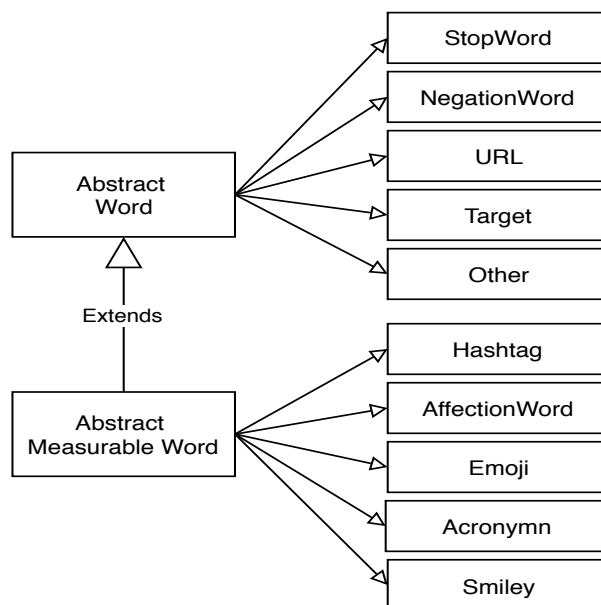 StopWord
NegationWord
URL
Target
Other
Abstract
Word
Extends
Hashtag
AffectionWord
Emoji
Acronymn
Smiley
Abstract
Measurable Word